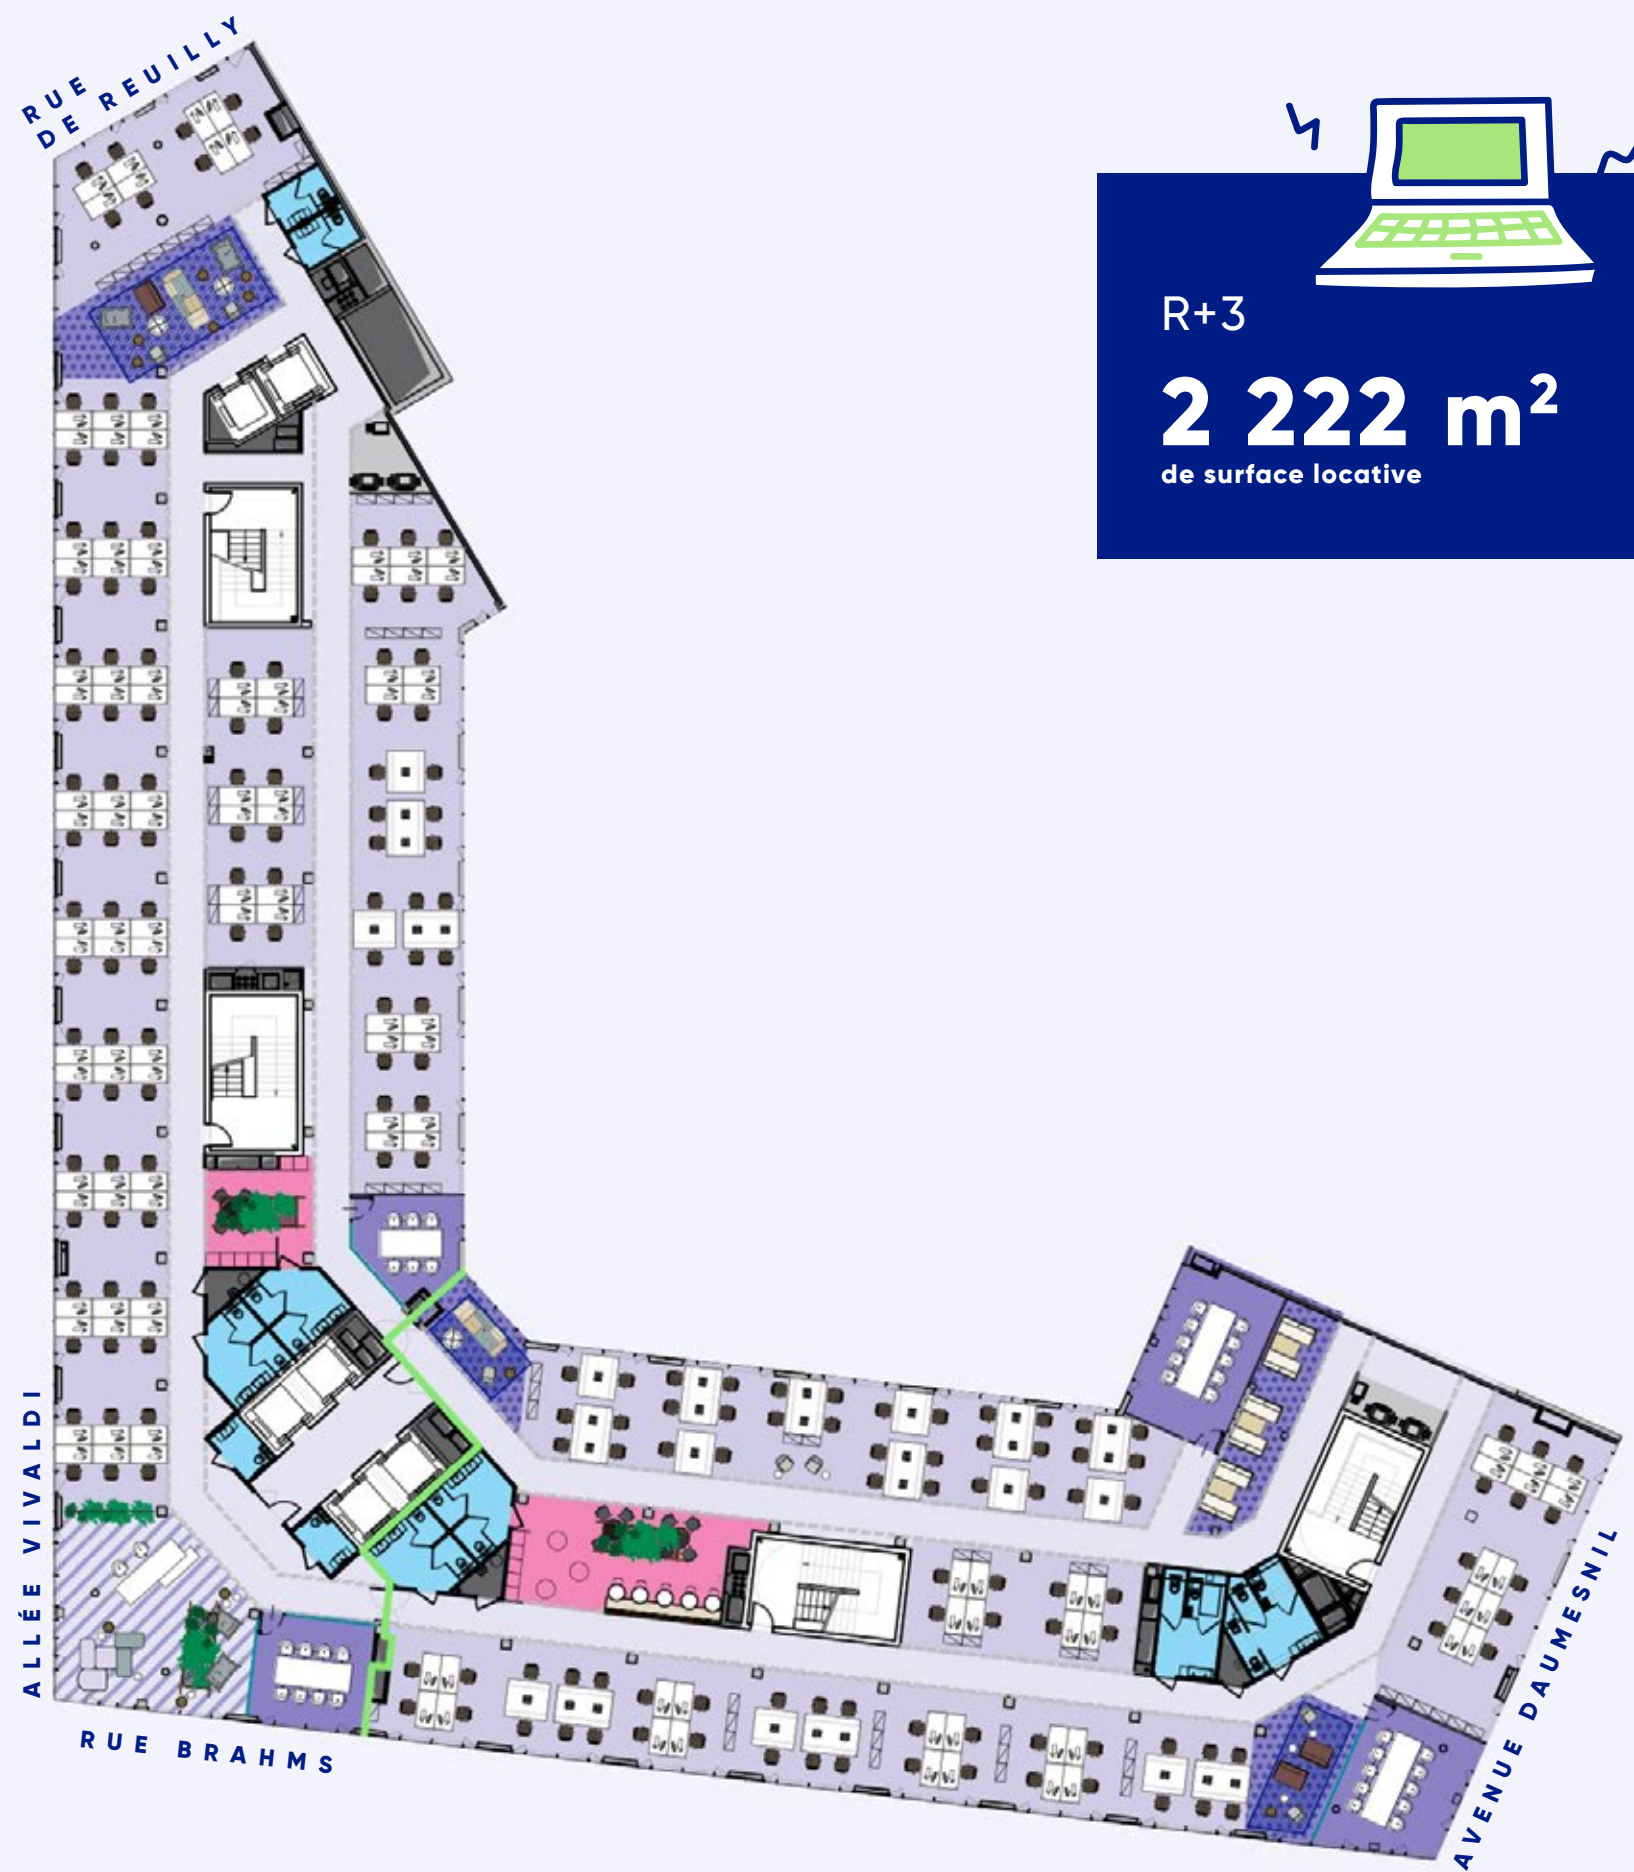 RUE
DE REUILLY
R+3
2 222 m²
de surface locative
ALLÉE VIVALDI
RUE BRAHMS
AVENUE DAUMESNIL